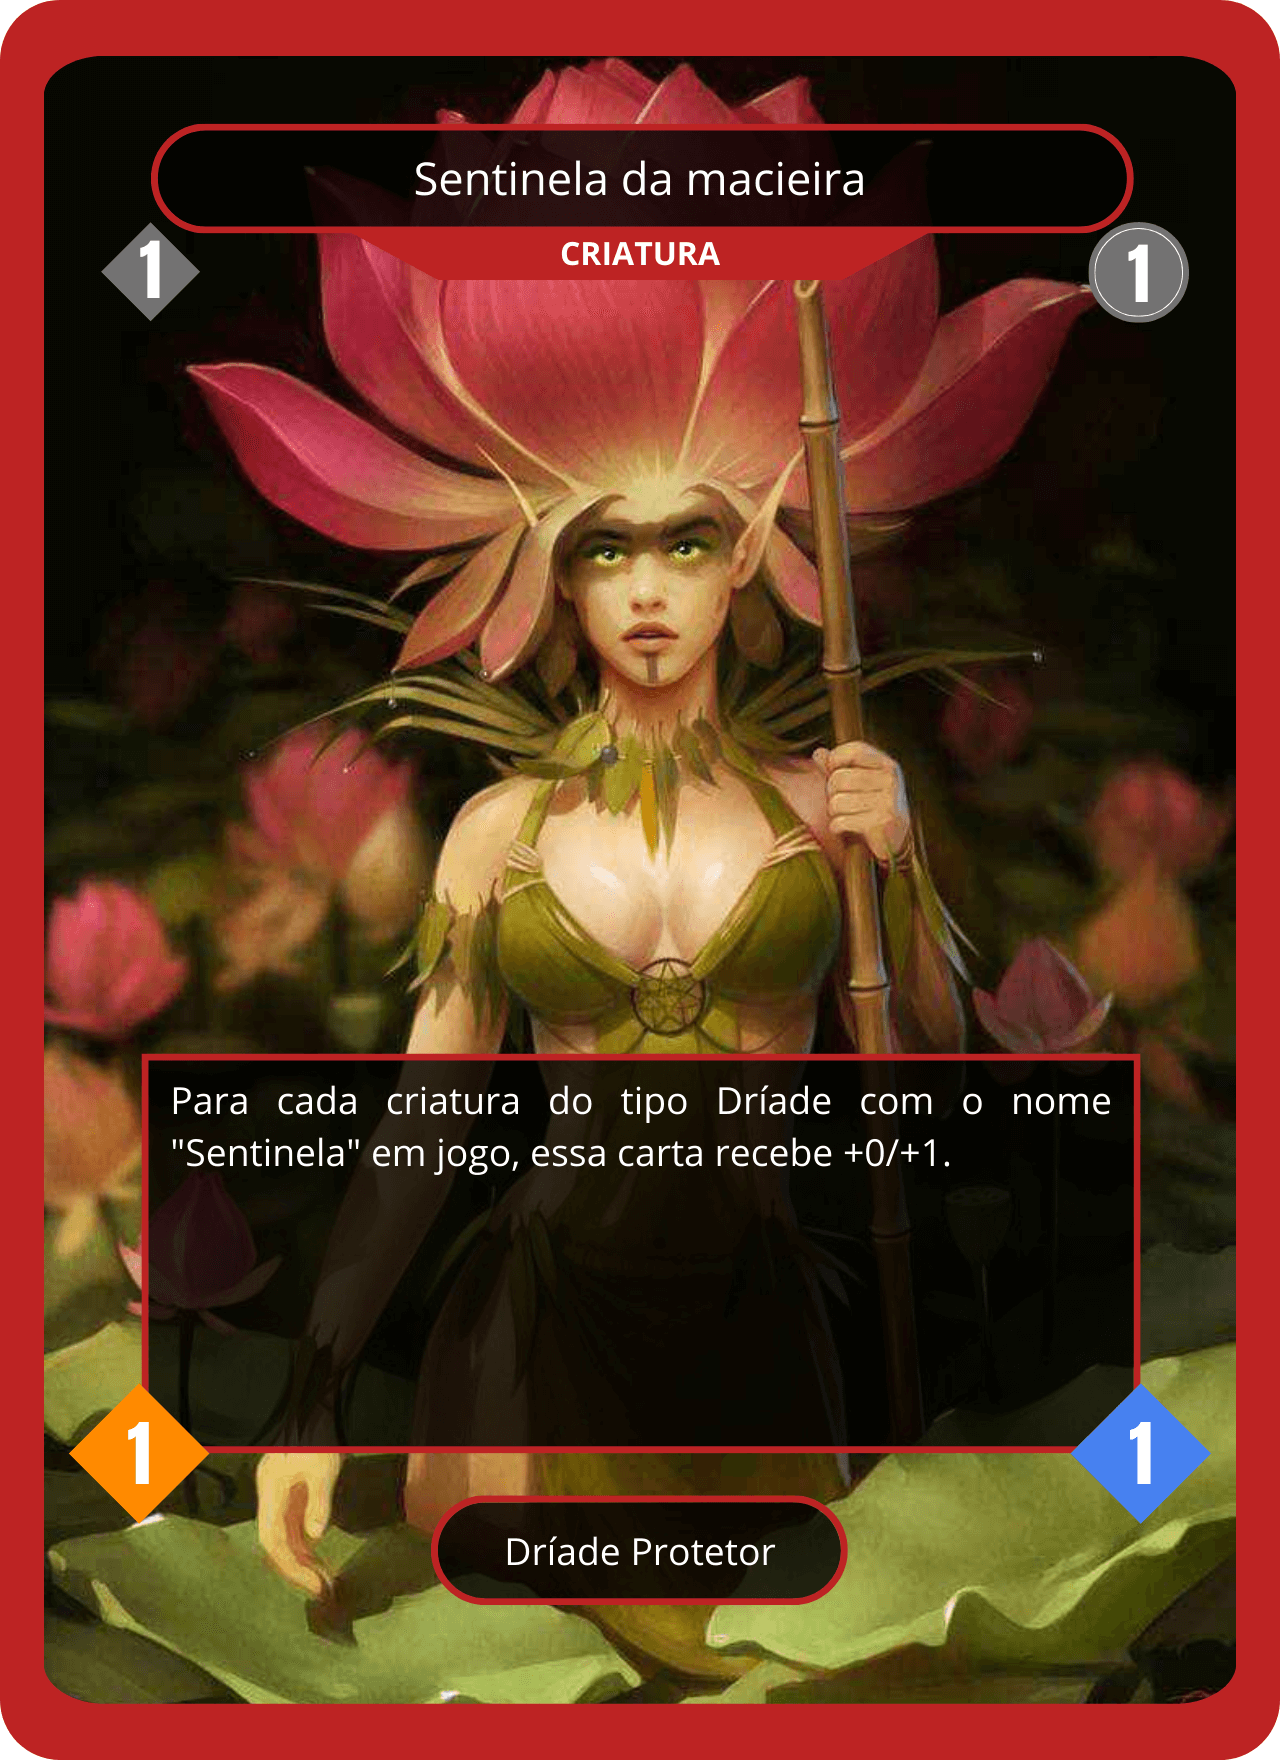 Sentinela da macieira
CRIATURA
1
1
Para cada criatura do tipo Dríade com o nome
"Sentinela" em jogo, essa carta recebe +0/+1.
1
1
Dríade Protetor